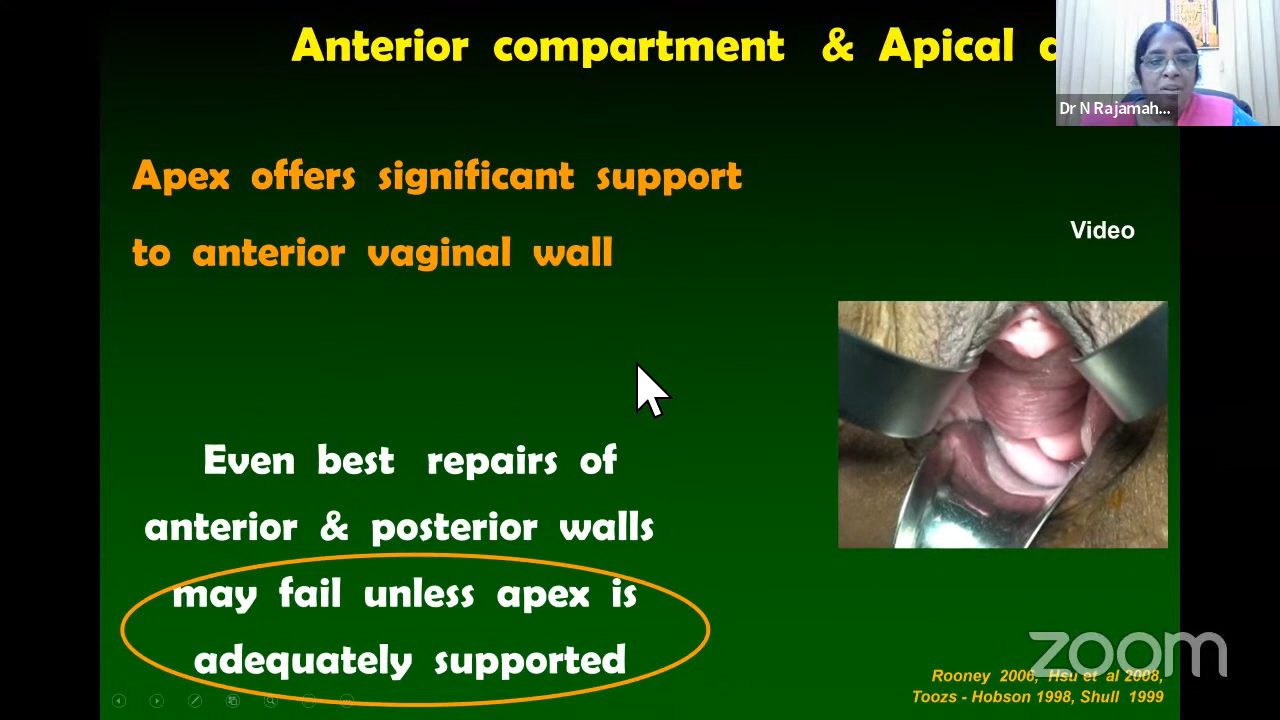 Anterior compartment & Apical
Dr N Rajamah...
Apex offers significant support
to anterior vaginal wall
Video
Even best repairs of
anterior & posterior walls
may fail unless apex is
adequately supported
zoom
Rooney 2006, Hsu et al 2008,
Toozs - Hobson 1998, Shull 1999